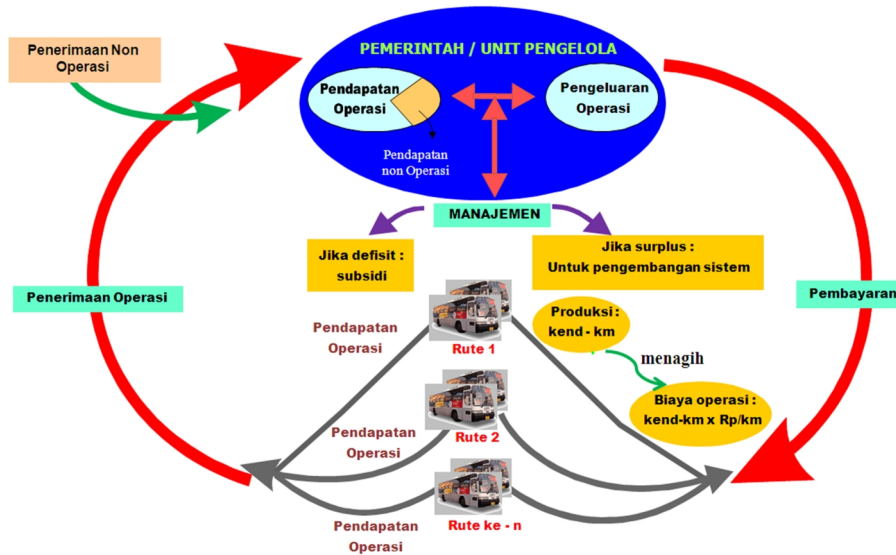 Penerimaan Non
Operasi
PEMERINTAH / UNIT PENGELOLA
Pendapatan
Operasi
Pengeluaran
Operasi
Pendapatan
non Operasi
MANAJEMEN
Jika defisit :
subsidi
Jika surplus :
Untuk pengembangan sistem
Penerimaan Operasi
Pembayaran
Pendapatan
Operasi
Rute 1
Produksi :
kend - km
menagih
Biaya operasi :
kend-km x Rp/km
Pendapatan
Operasi
Rute 2
Pendapatan
Operasi
Rute ke - n